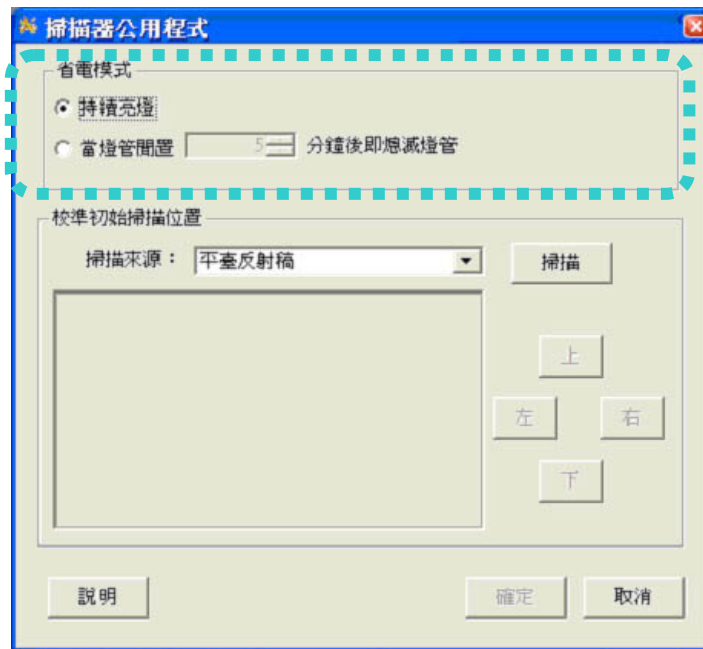 掃描器公用程式
省電模式
持續亮燈
當燈管閒置 5 分鐘後即熄滅燈管
校準初始掃描位置
掃描來源： 平臺反射稿 掃描
上
左 右
下
說明 確定 取消